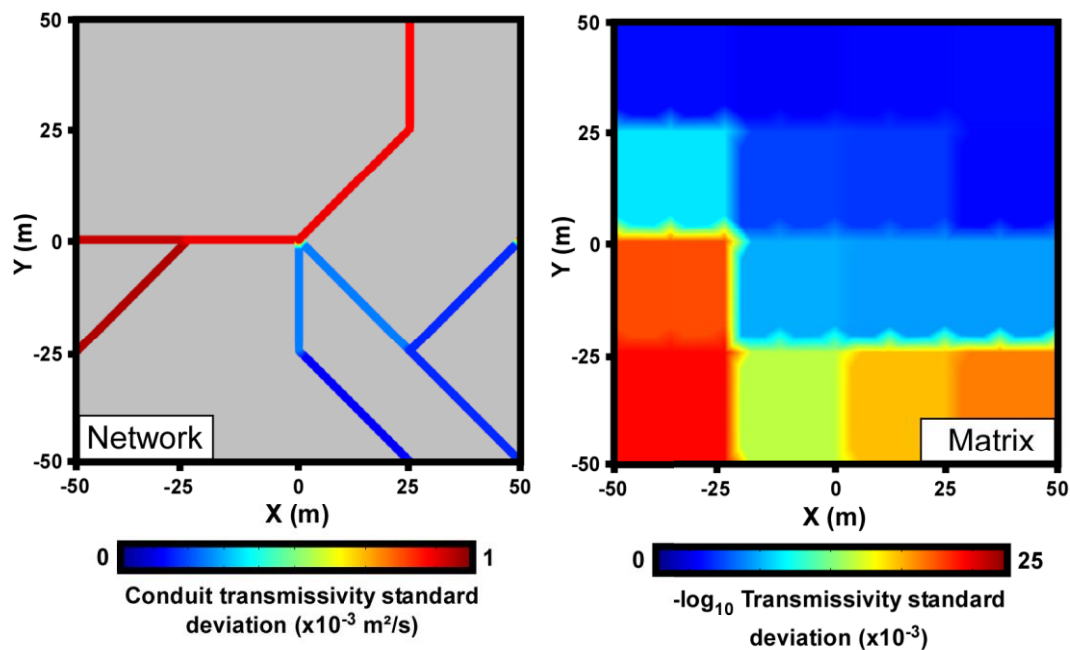 50
25
0
-25
-50
Y (m)
Network
-50
-25
0
25
50
X (m)
0
1
Conduit transmissivity standard
deviation (x10⁻³ m²/s)
50
25
0
-25
-50
Y (m)
Matrix
-50
-25
0
25
50
X (m)
0
25
-log₁₀ Transmissivity standard
deviation (x10⁻³)